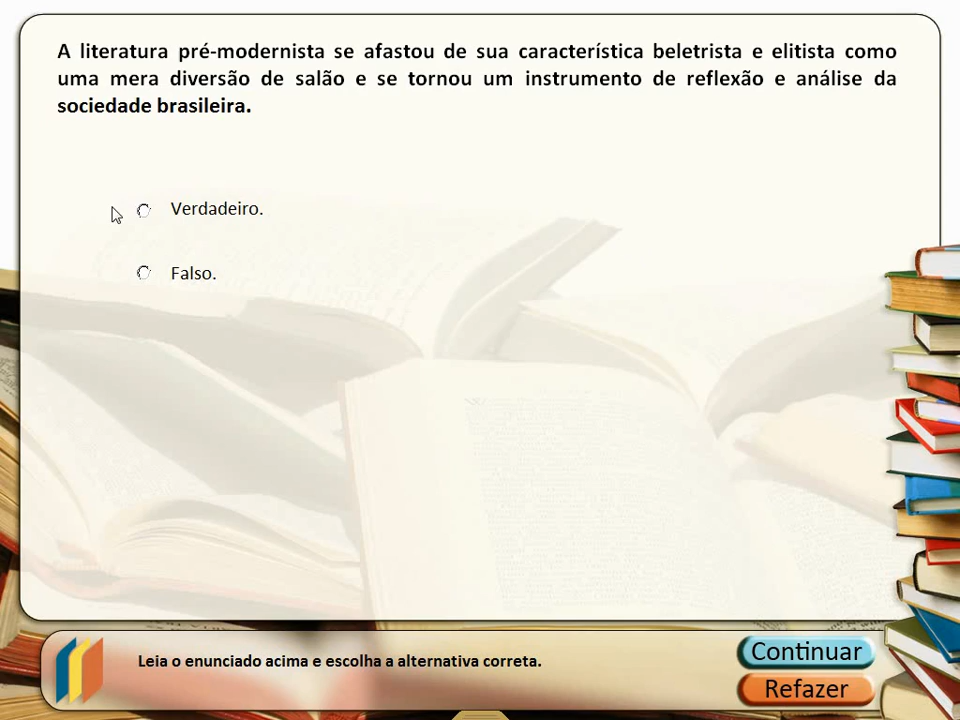 A literatura pré-modernista se afastou de sua característica beletrista e elitista como
uma mera diversão de salão e se tornou um instrumento de reflexão e análise da
sociedade brasileira.
Verdadeiro.
Falso.
Leia o enunciado acima e escolha a alternativa correta.
Continuar
Refazer